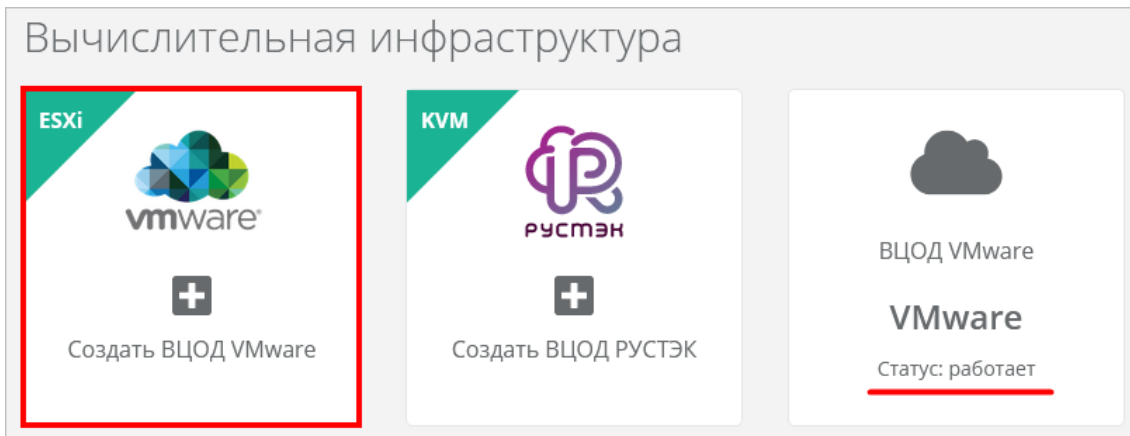 Вычислительная инфраструктура
ESXi
vmware®
Создать ВЦОД VMware
KVM
РУСТЭК
Создать ВЦОД РУСТЭК
ВЦОД VMware
VMware
Статус: работает